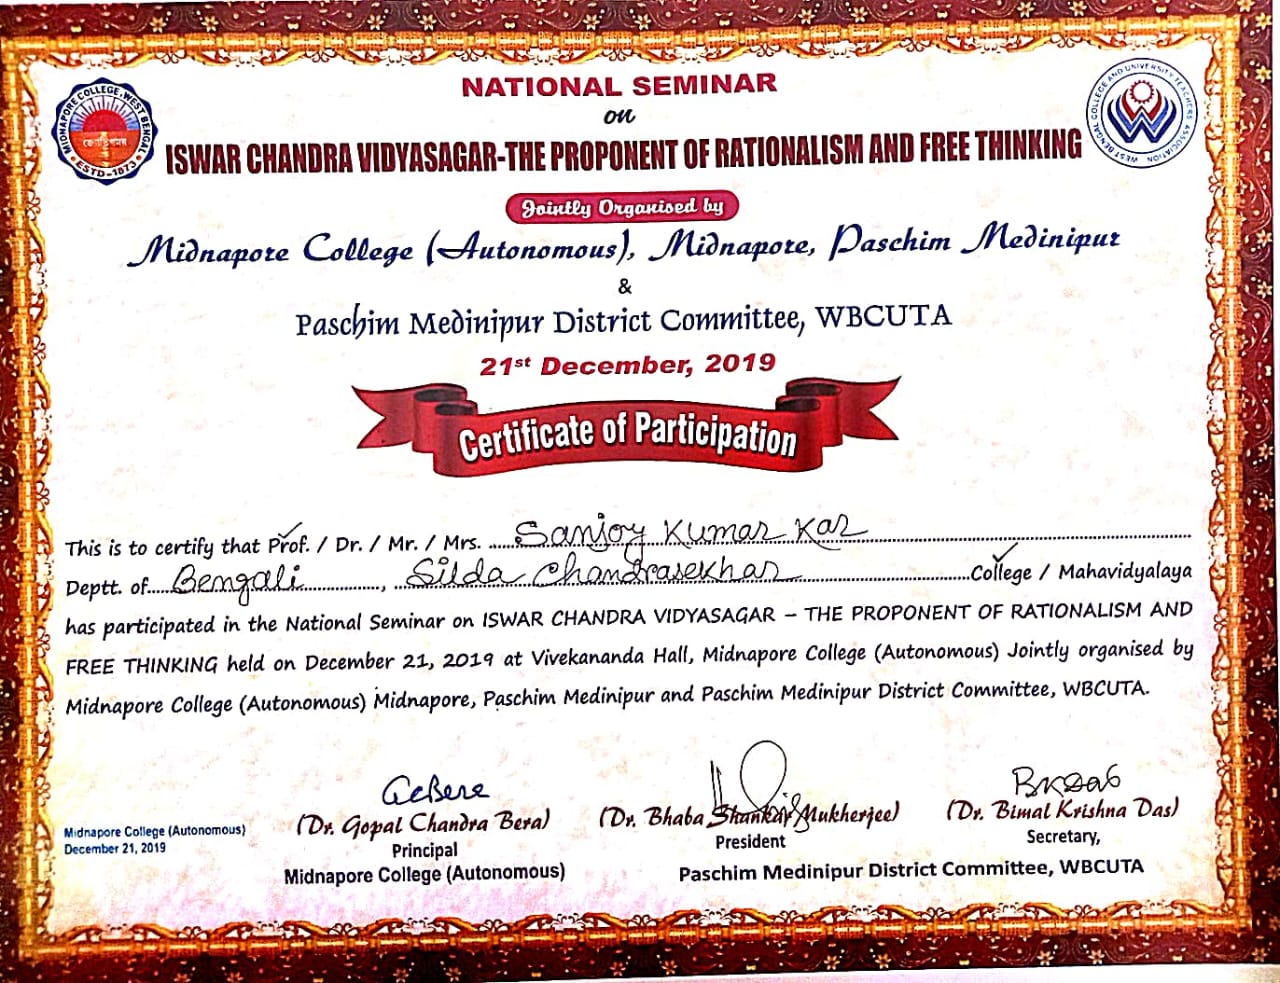 NATIONAL SEMINAR
on
ISWAR CHANDRA VIDYASAGAR-THE PROPONENT OF RATIONALISM AND FREE THINKING
MIDNAPORE COLLEGE, WEST BENGAL
ESTD-1873
WEST BENGAL COLLEGE AND UNIVERSITY TEACHERS ASSOCIATION
W
Jointly Organised by
Midnapore College (Autonomous), Midnapore, Paschim Medinipur
&
Paschim Medinipur District Committee, WBCUTA
21st December, 2019
Certificate of Participation
This is to certify that Prof. / Dr. / Mr. / Mrs. Sanjoy Kumar Kar
Deptt. of Bengali, Silda Chandrasekhar College / Mahavidyalaya
has participated in the National Seminar on ISWAR CHANDRA VIDYASAGAR – THE PROPONENT OF RATIONALISM AND
FREE THINKING held on December 21, 2019 at Vivekananda Hall, Midnapore College (Autonomous) Jointly organised by
Midnapore College (Autonomous) Midnapore, Paschim Medinipur and Paschim Medinipur District Committee, WBCUTA.
GcBera
BKDas
(Dr. Gopal Chandra Bera) (Dr. Bhaba Shankar Mukherjee) (Dr. Bimal Krishna Das)
Midnapore College (Autonomous)
December 21, 2019
Principal President Secretary,
Midnapore College (Autonomous) Paschim Medinipur District Committee, WBCUTA